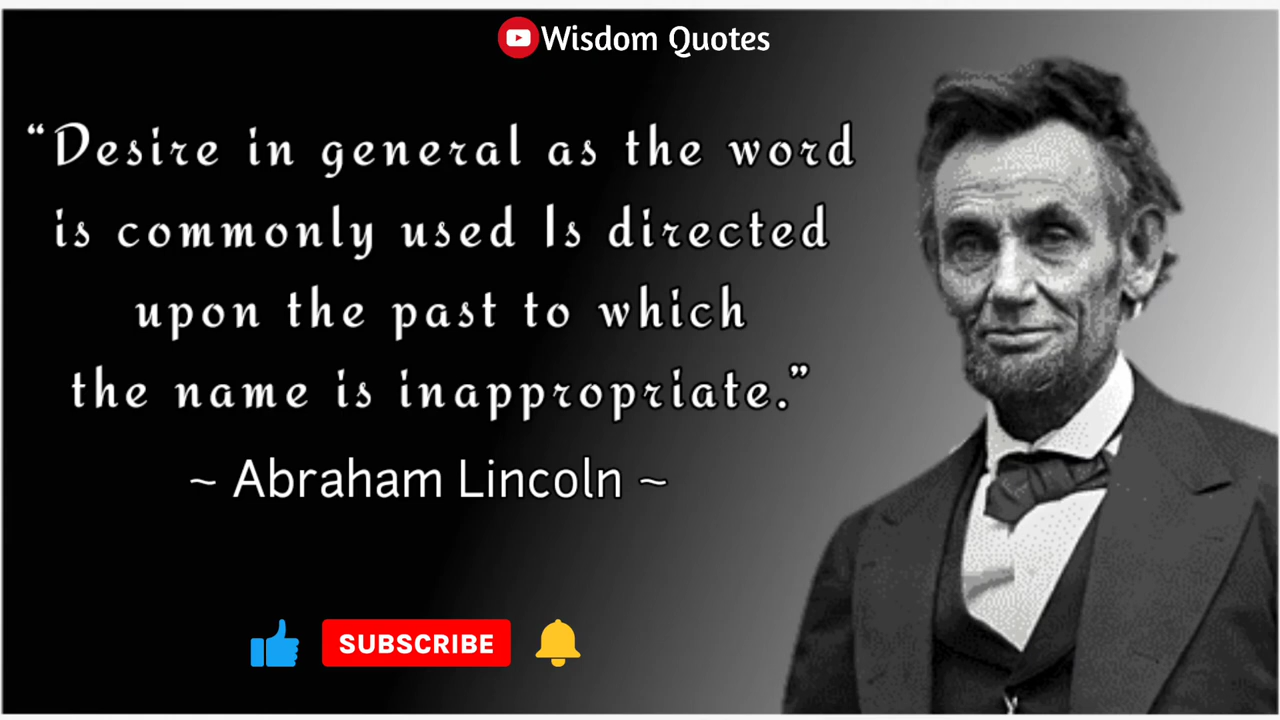 Wisdom Quotes
“Desire in general as the word
is commonly used Is directed
upon the past to which
the name is inappropriate.”
~ Abraham Lincoln ~
SUBSCRIBE